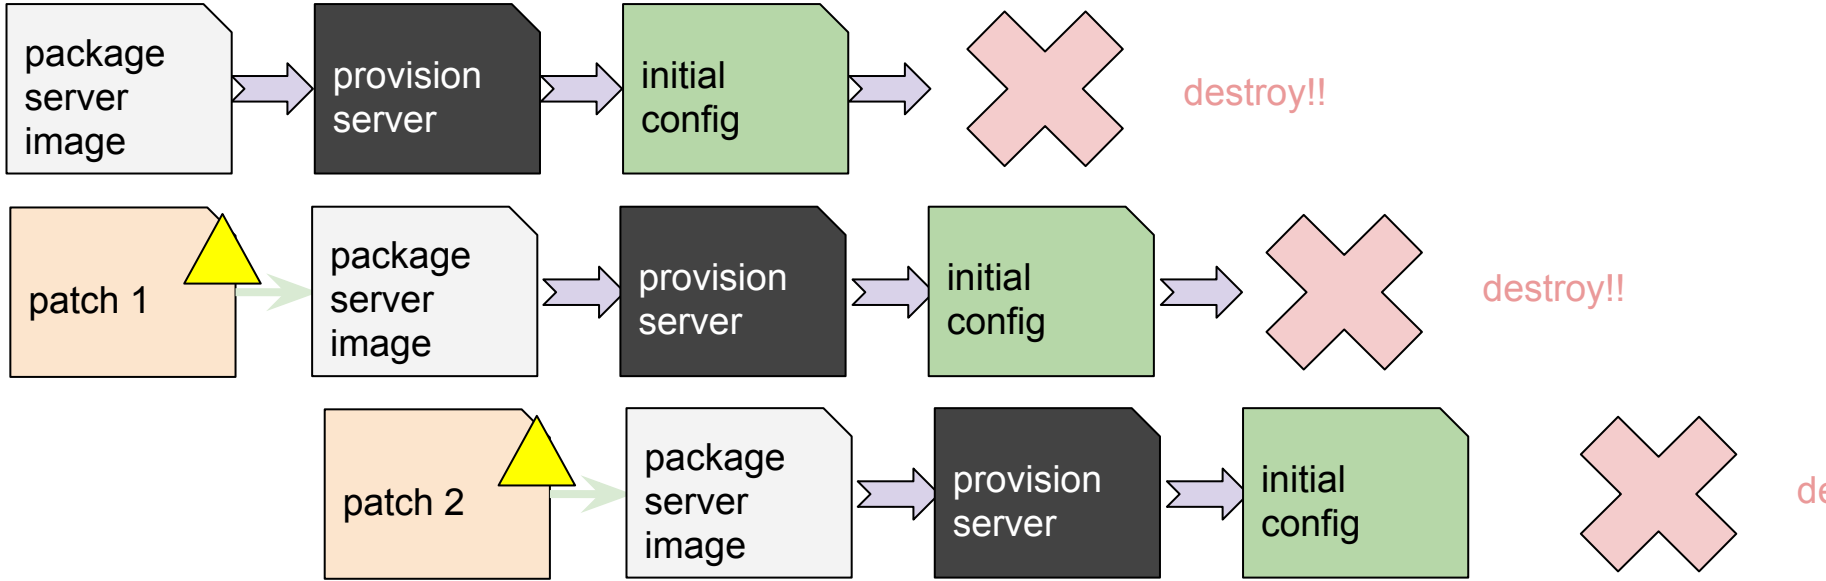 package
server
image
provision
server
initial
config
destroy!!
patch 1
package
server
image
provision
server
initial
config
destroy!!
patch 2
package
server
image
provision
server
initial
config
de